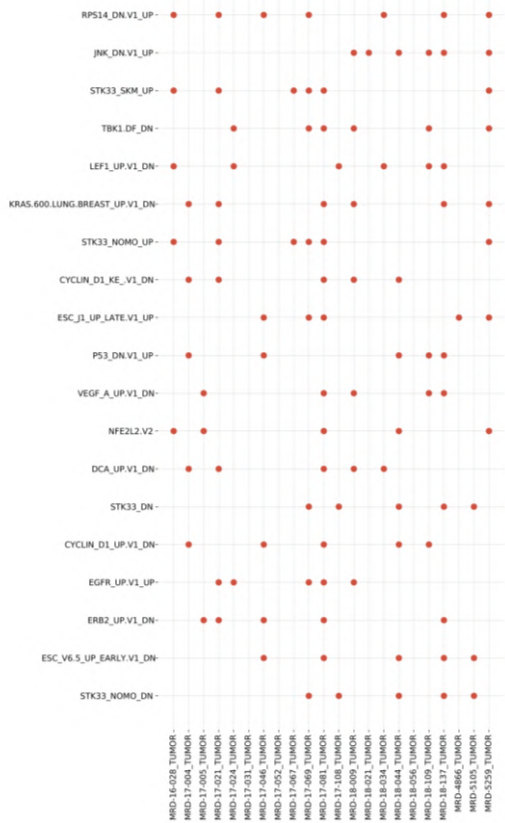 RPS14_DN.V1_UP
JNK_DN.V1_UP
STK33_SKM_UP
TBK1.DF_DN
LEF1_UP.V1_DN
KRAS.600.LUNG.BREAST_UP.V1_DN
STK33_NOMO_UP
CYCLIN_D1_KE_.V1_DN
ESC_J1_UP_LATE.V1_UP
P53_DN.V1_UP
VEGF_A_UP.V1_DN
NFE2L2.V2
DCA_UP.V1_DN
STK33_DN
CYCLIN_D1_UP.V1_DN
EGFR_UP.V1_UP
ERB2_UP.V1_DN
ESC_V6.5_UP_EARLY.V1_DN
STK33_NOMO_DN
MRD-16-028_TUMOR
MRD-17-004_TUMOR
MRD-17-005_TUMOR
MRD-17-021_TUMOR
MRD-17-024_TUMOR
MRD-17-031_TUMOR
MRD-17-046_TUMOR
MRD-17-052_TUMOR
MRD-17-067_TUMOR
MRD-17-069_TUMOR
MRD-17-081_TUMOR
MRD-17-108_TUMOR
MRD-18-009_TUMOR
MRD-18-021_TUMOR
MRD-18-034_TUMOR
MRD-18-044_TUMOR
MRD-18-056_TUMOR
MRD-18-109_TUMOR
MRD-18-137_TUMOR
MRD-4866_TUMOR
MRD-5105_TUMOR
MRD-5259_TUMOR